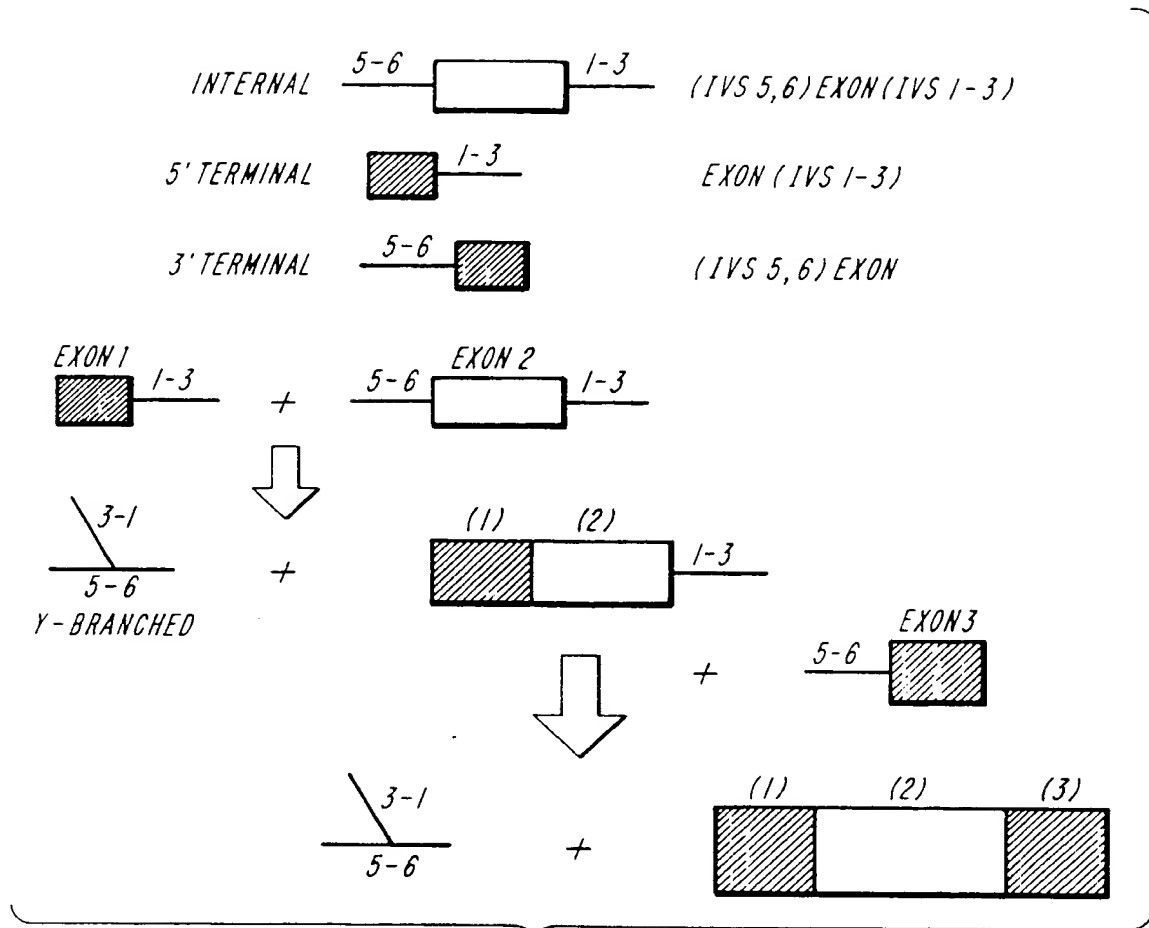 5-6 1-3
INTERNAL (IVS 5,6) EXON (IVS 1-3)
1-3
5' TERMINAL EXON (IVS 1-3)
5-6
3' TERMINAL (IVS 5,6) EXON
EXON 1 EXON 2
1-3 + 5-6 1-3
3-1 (1) (2)
+ 1-3
5-6
Y-BRANCHED EXON 3
+ 5-6
3-1 (1) (2) (3)
5-6 +